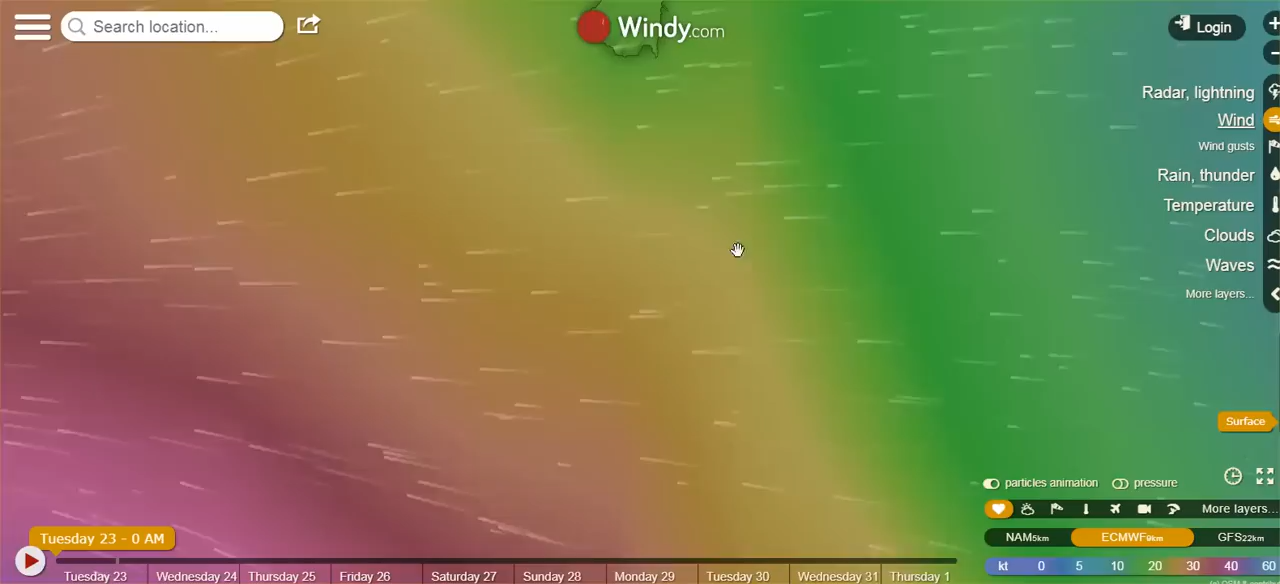 Search location...
Windy.com
Login
Radar, lightning
Wind
Wind gusts
Rain, thunder
Temperature
Clouds
Waves
More layers...
Surface
particles animation
pressure
More layers...
NAM5km
ECMWF9km
GFS22km
kt 0 5 10 20 30 40 60
Tuesday 23 - 0 AM
Tuesday 23
Wednesday 24
Thursday 25
Friday 26
Saturday 27
Sunday 28
Monday 29
Tuesday 30
Wednesday 31
Thursday 1